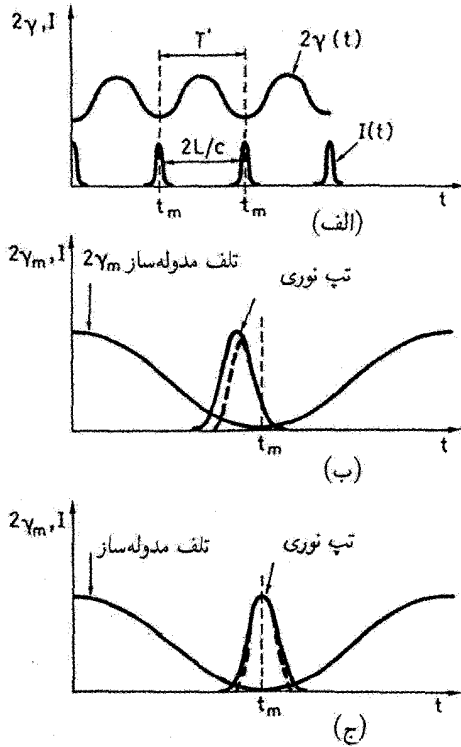 2γ, I
T'
2γ(t)
2L/c
I(t)
t_m t_m t
(الف)
2γ_m, I
2γ_m تلف مدوله‌ساز
تپ نوری
t_m t
(ب)
2γ_m, I
تلف مدوله‌ساز
تپ نوری
t_m t
(ج)